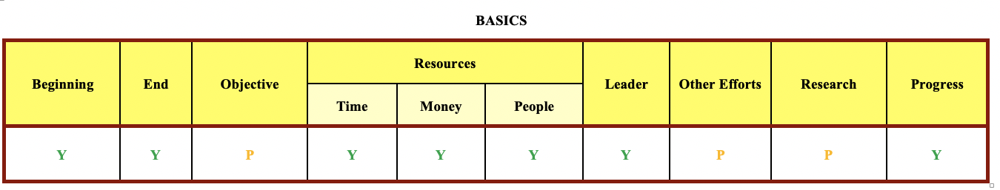 BASICS
Beginning End Objective Resources Leader Other Efforts Research Progress
Time Money People
Y Y P Y Y Y Y P P Y